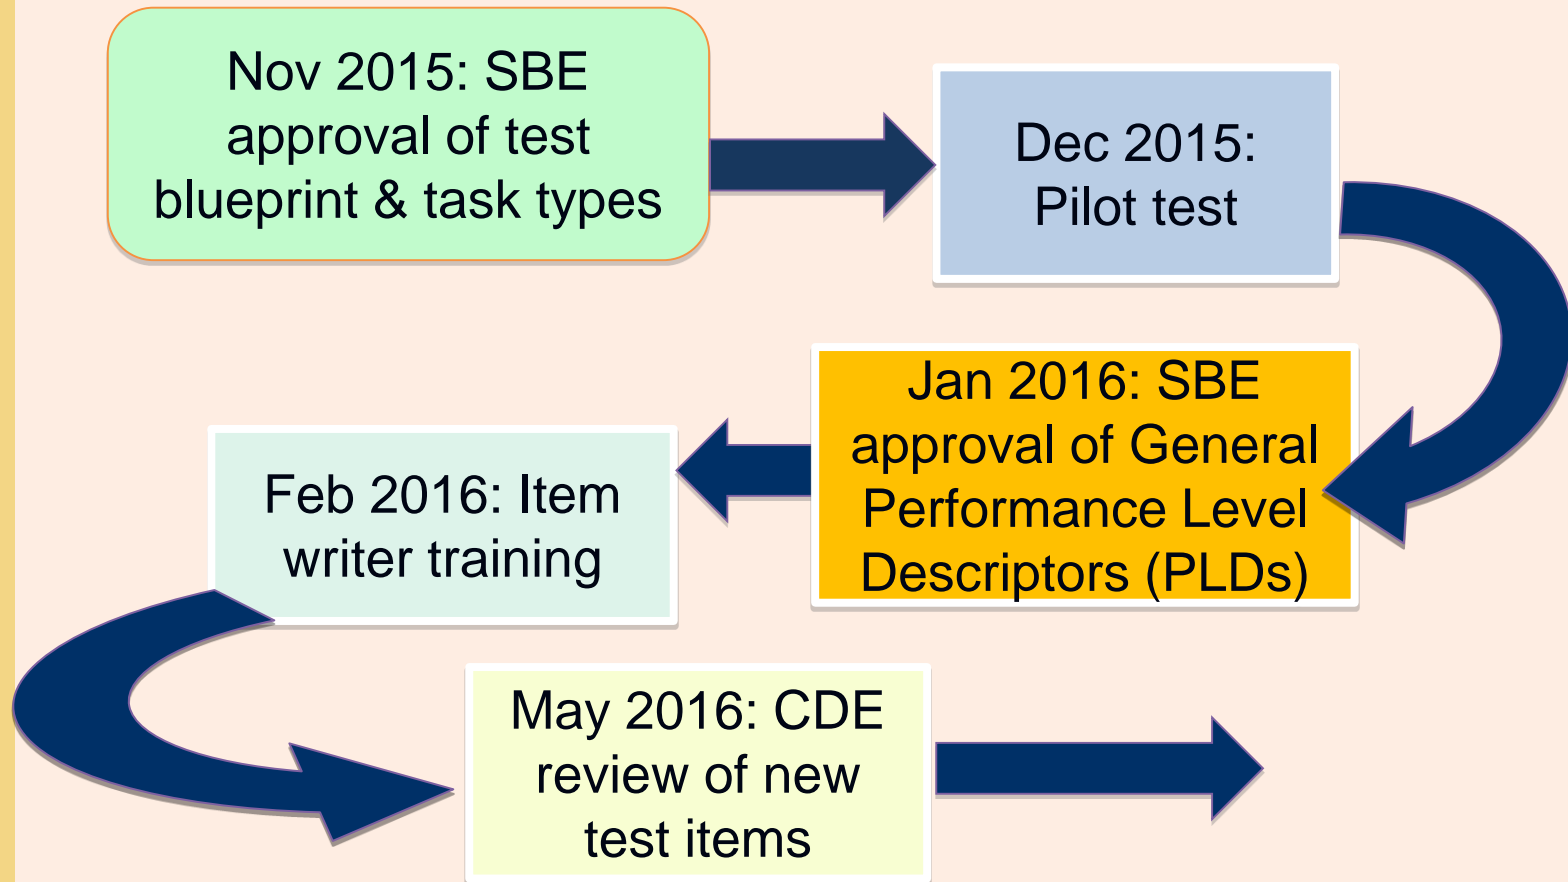 Nov 2015: SBE
approval of test
blueprint & task types
Dec 2015:
Pilot test
Jan 2016: SBE
approval of General
Performance Level
Descriptors (PLDs)
Feb 2016: Item
writer training
May 2016: CDE
review of new
test items